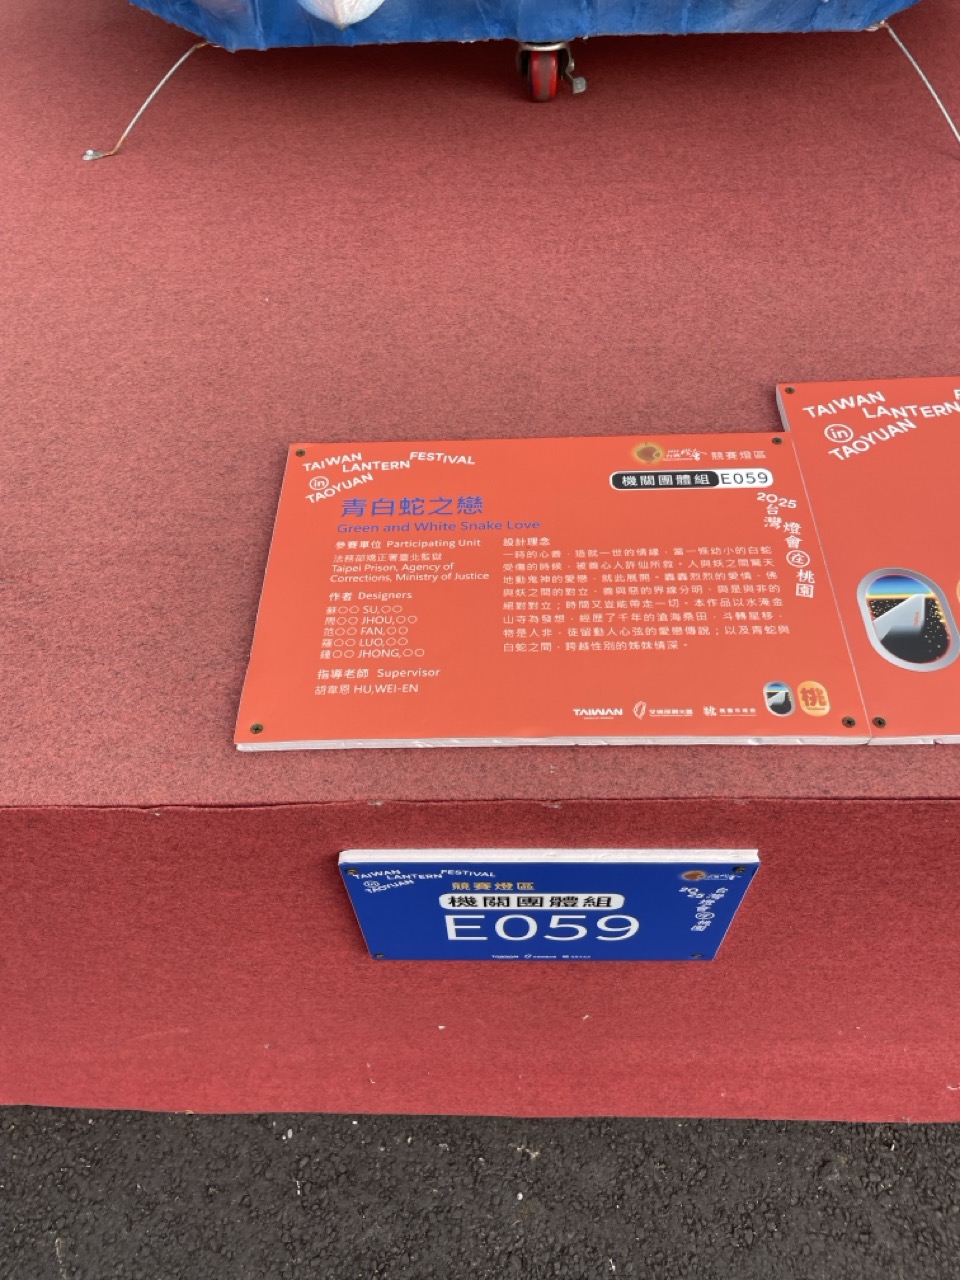 TAIWAN
LANTERN FESTIVAL
in
TAOYUAN
競賽燈區
機關團體組 E059
2025
台灣燈會在桃園
青白蛇之戀
Green and White Snake Love
參賽單位 Participating Unit
法務部矯正署臺北監獄
Taipei Prison, Agency of
Corrections, Ministry of Justice
作者 Designers
蘇○○ SU,○○
周○○ JHOU,○○
范○○ FAN,○○
羅○○ LUO,○○
鍾○○ JHONG,○○
指導老師 Supervisor
胡韋恩 HU,WEI-EN
設計理念
一時的心善，造就一世的情緣，當一條幼小的白蛇
受傷的時候，被善心人許仙所救。人與妖之間驚天
地動鬼神的愛戀，就此展開。轟轟烈烈的愛情，佛
與妖之間的對立，善與惡的界線分明，與是與非的
絕對對立；時間又豈能帶走一切。本作品以水淹金
山寺為發想，經歷了千年的滄海桑田，斗轉星移，
物是人非，徒留動人心弦的愛戀傳說；以及青蛇與
白蛇之間，跨越性別的姊妹情深。
TAIWAN
桃
TAIWAN
LANTERN
in
TAOYUAN
TAIWAN
LANTERN FESTIVAL
in
TAOYUAN
競賽燈區
機關團體組
E059
2025
台灣燈會在桃園
TAIWAN